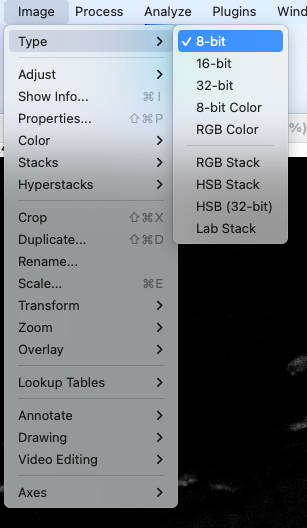 Image Process Analyze Plugins Wind
Type >
Adjust >
Show Info... ⌘ I
Properties... ⇧⌘P
Color >
Stacks >
Hyperstacks >
Crop ⇧⌘X
Duplicate... ⇧⌘D
Rename...
Scale... ⌘E
Transform >
Zoom >
Overlay >
Lookup Tables >
Annotate >
Drawing >
Video Editing >
Axes >
✓ 8-bit
16-bit
32-bit
8-bit Color
RGB Color
RGB Stack
HSB Stack
HSB (32-bit)
Lab Stack
%)